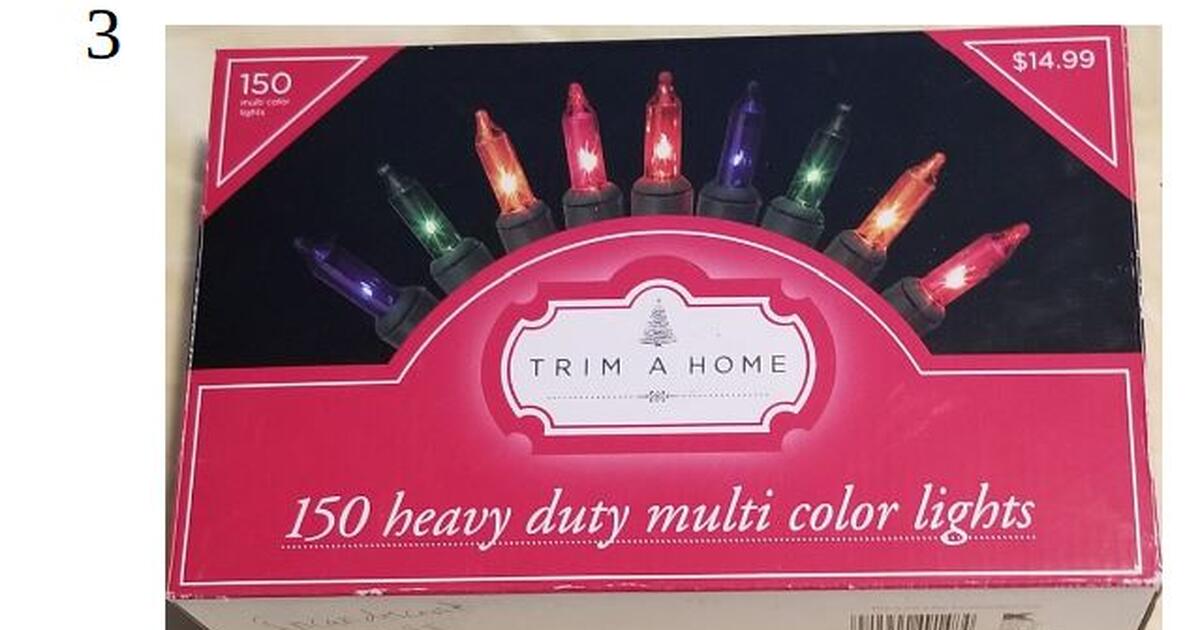 3
150
multi color
lights
$14.99
TRIM A HOME
150 heavy duty multi color lights